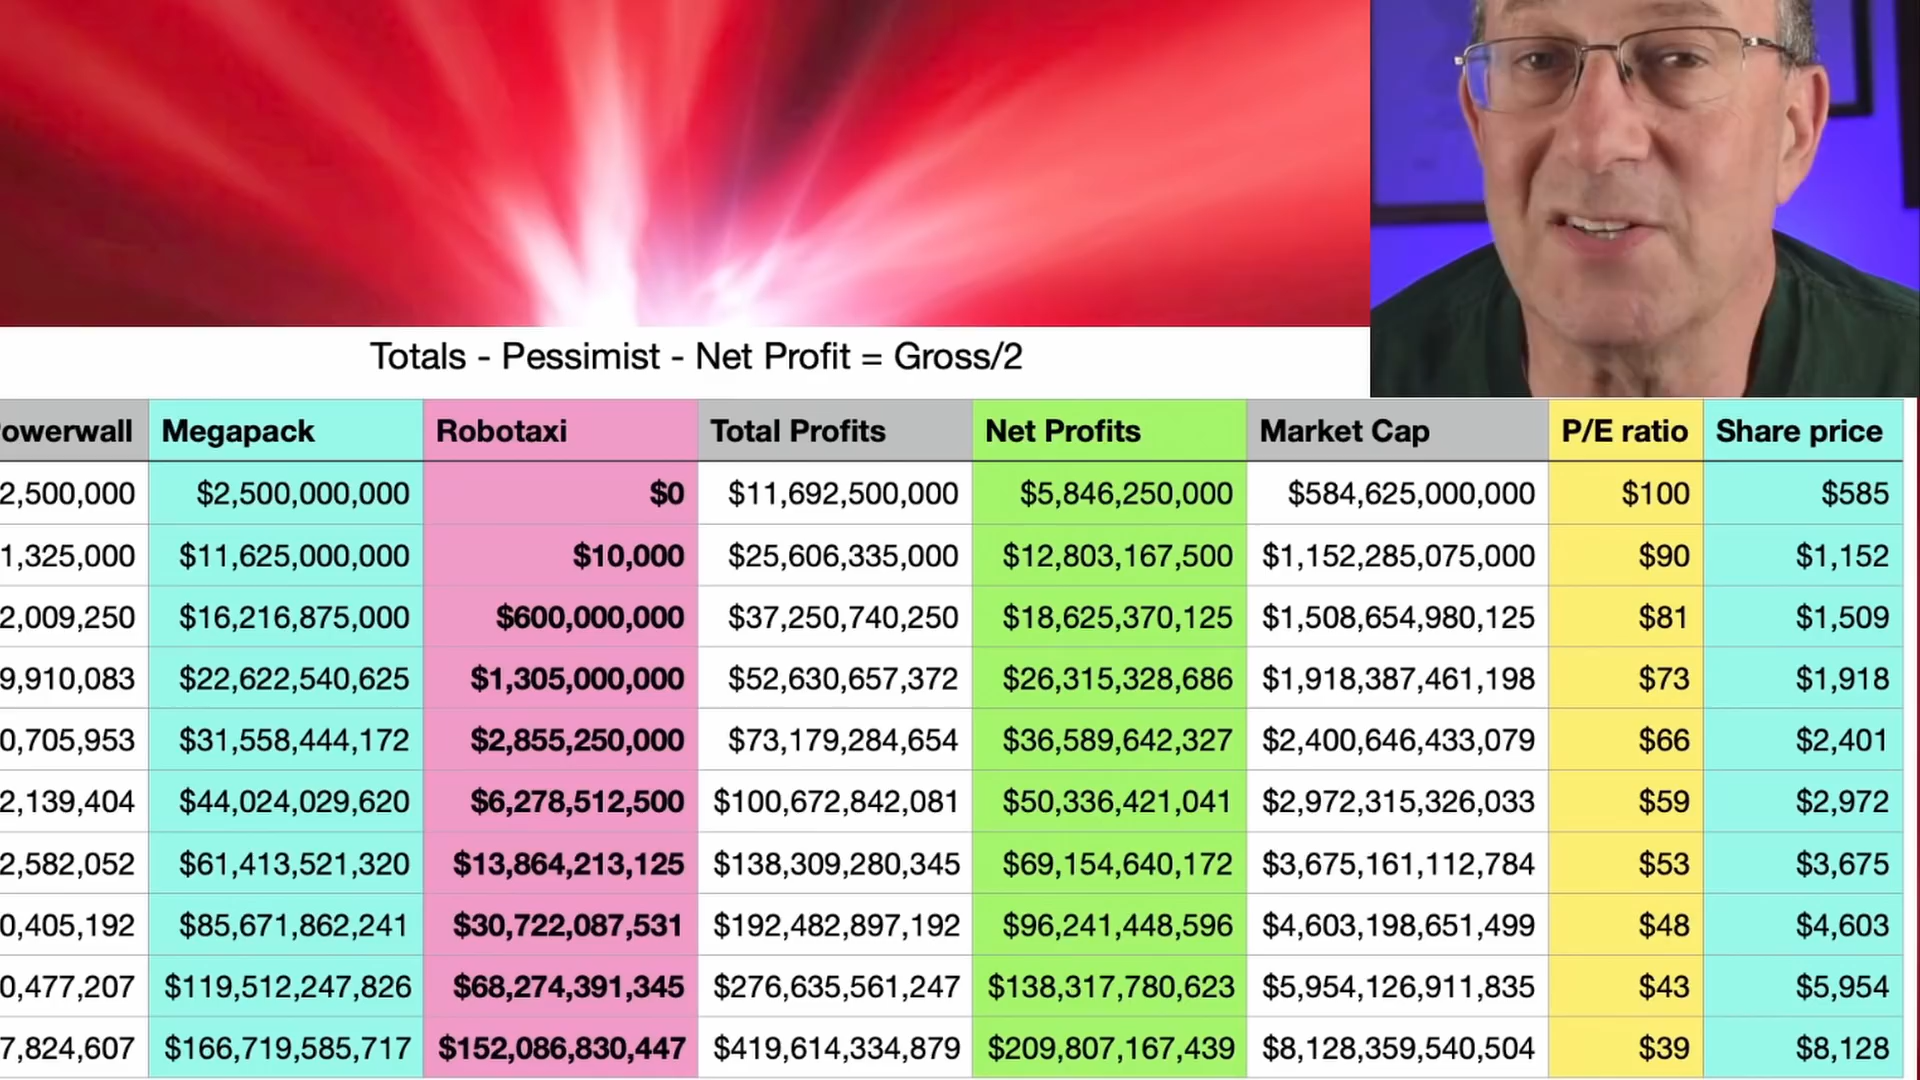 Totals - Pessimist - Net Profit = Gross/2
owerwall Megapack Robotaxi Total Profits Net Profits Market Cap P/E ratio Share price
2,500,000 $2,500,000,000 $0 $11,692,500,000 $5,846,250,000 $584,625,000,000 $100 $585
1,325,000 $11,625,000,000 $10,000 $25,606,335,000 $12,803,167,500 $1,152,285,075,000 $90 $1,152
2,009,250 $16,216,875,000 $600,000,000 $37,250,740,250 $18,625,370,125 $1,508,654,980,125 $81 $1,509
9,910,083 $22,622,540,625 $1,305,000,000 $52,630,657,372 $26,315,328,686 $1,918,387,461,198 $73 $1,918
0,705,953 $31,558,444,172 $2,855,250,000 $73,179,284,654 $36,589,642,327 $2,400,646,433,079 $66 $2,401
2,139,404 $44,024,029,620 $6,278,512,500 $100,672,842,081 $50,336,421,041 $2,972,315,326,033 $59 $2,972
2,582,052 $61,413,521,320 $13,864,213,125 $138,309,280,345 $69,154,640,172 $3,675,161,112,784 $53 $3,675
0,405,192 $85,671,862,241 $30,722,087,531 $192,482,897,192 $96,241,448,596 $4,603,198,651,499 $48 $4,603
0,477,207 $119,512,247,826 $68,274,391,345 $276,635,561,247 $138,317,780,623 $5,954,126,911,835 $43 $5,954
7,824,607 $166,719,585,717 $152,086,830,447 $419,614,334,879 $209,807,167,439 $8,128,359,540,504 $39 $8,128